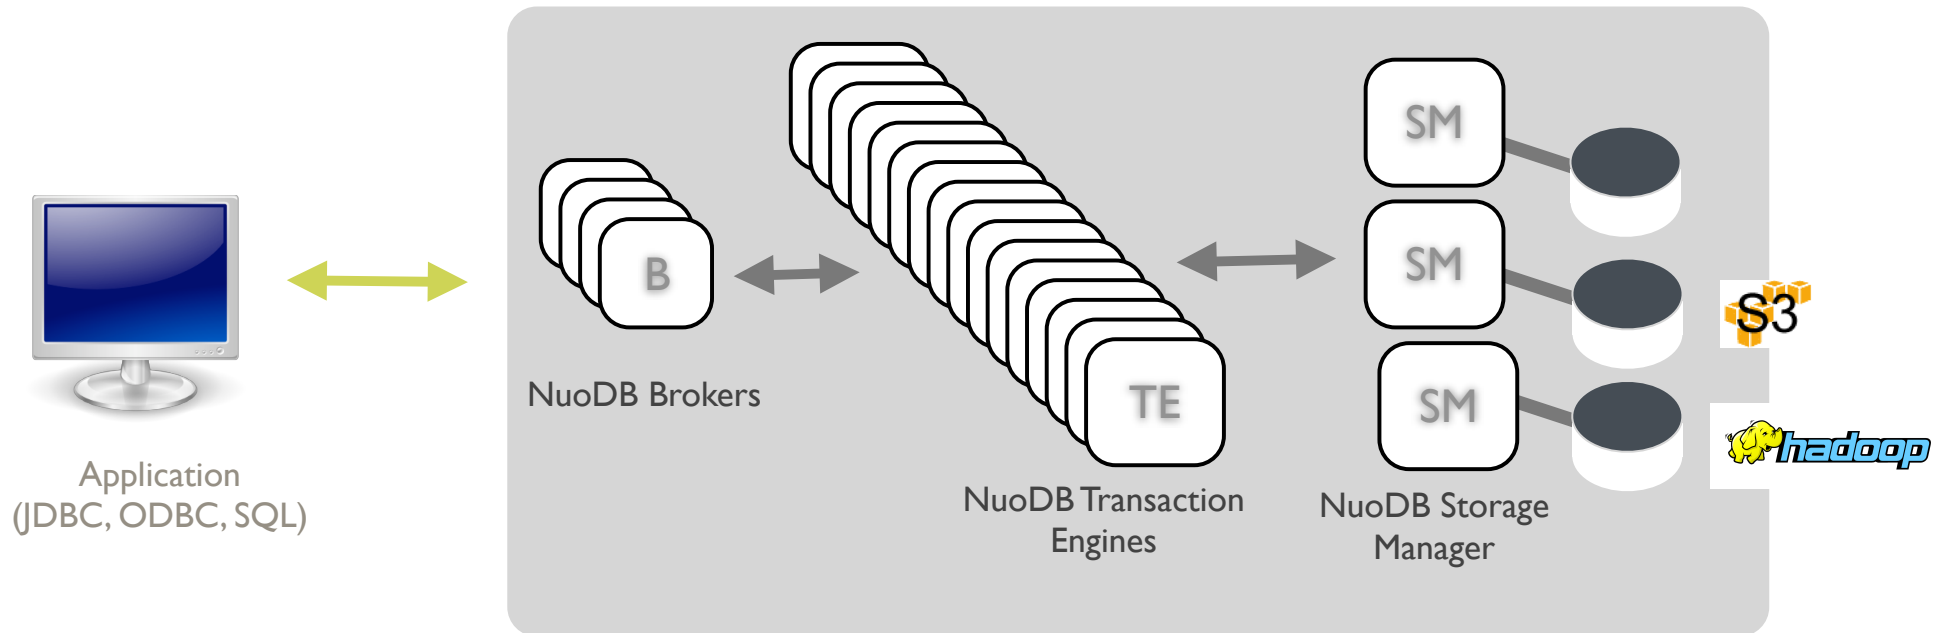 Application
(JDBC, ODBC, SQL)
B
NuoDB Brokers
TE
NuoDB Transaction
Engines
SM
SM
SM
NuoDB Storage
Manager
S3
hadoop